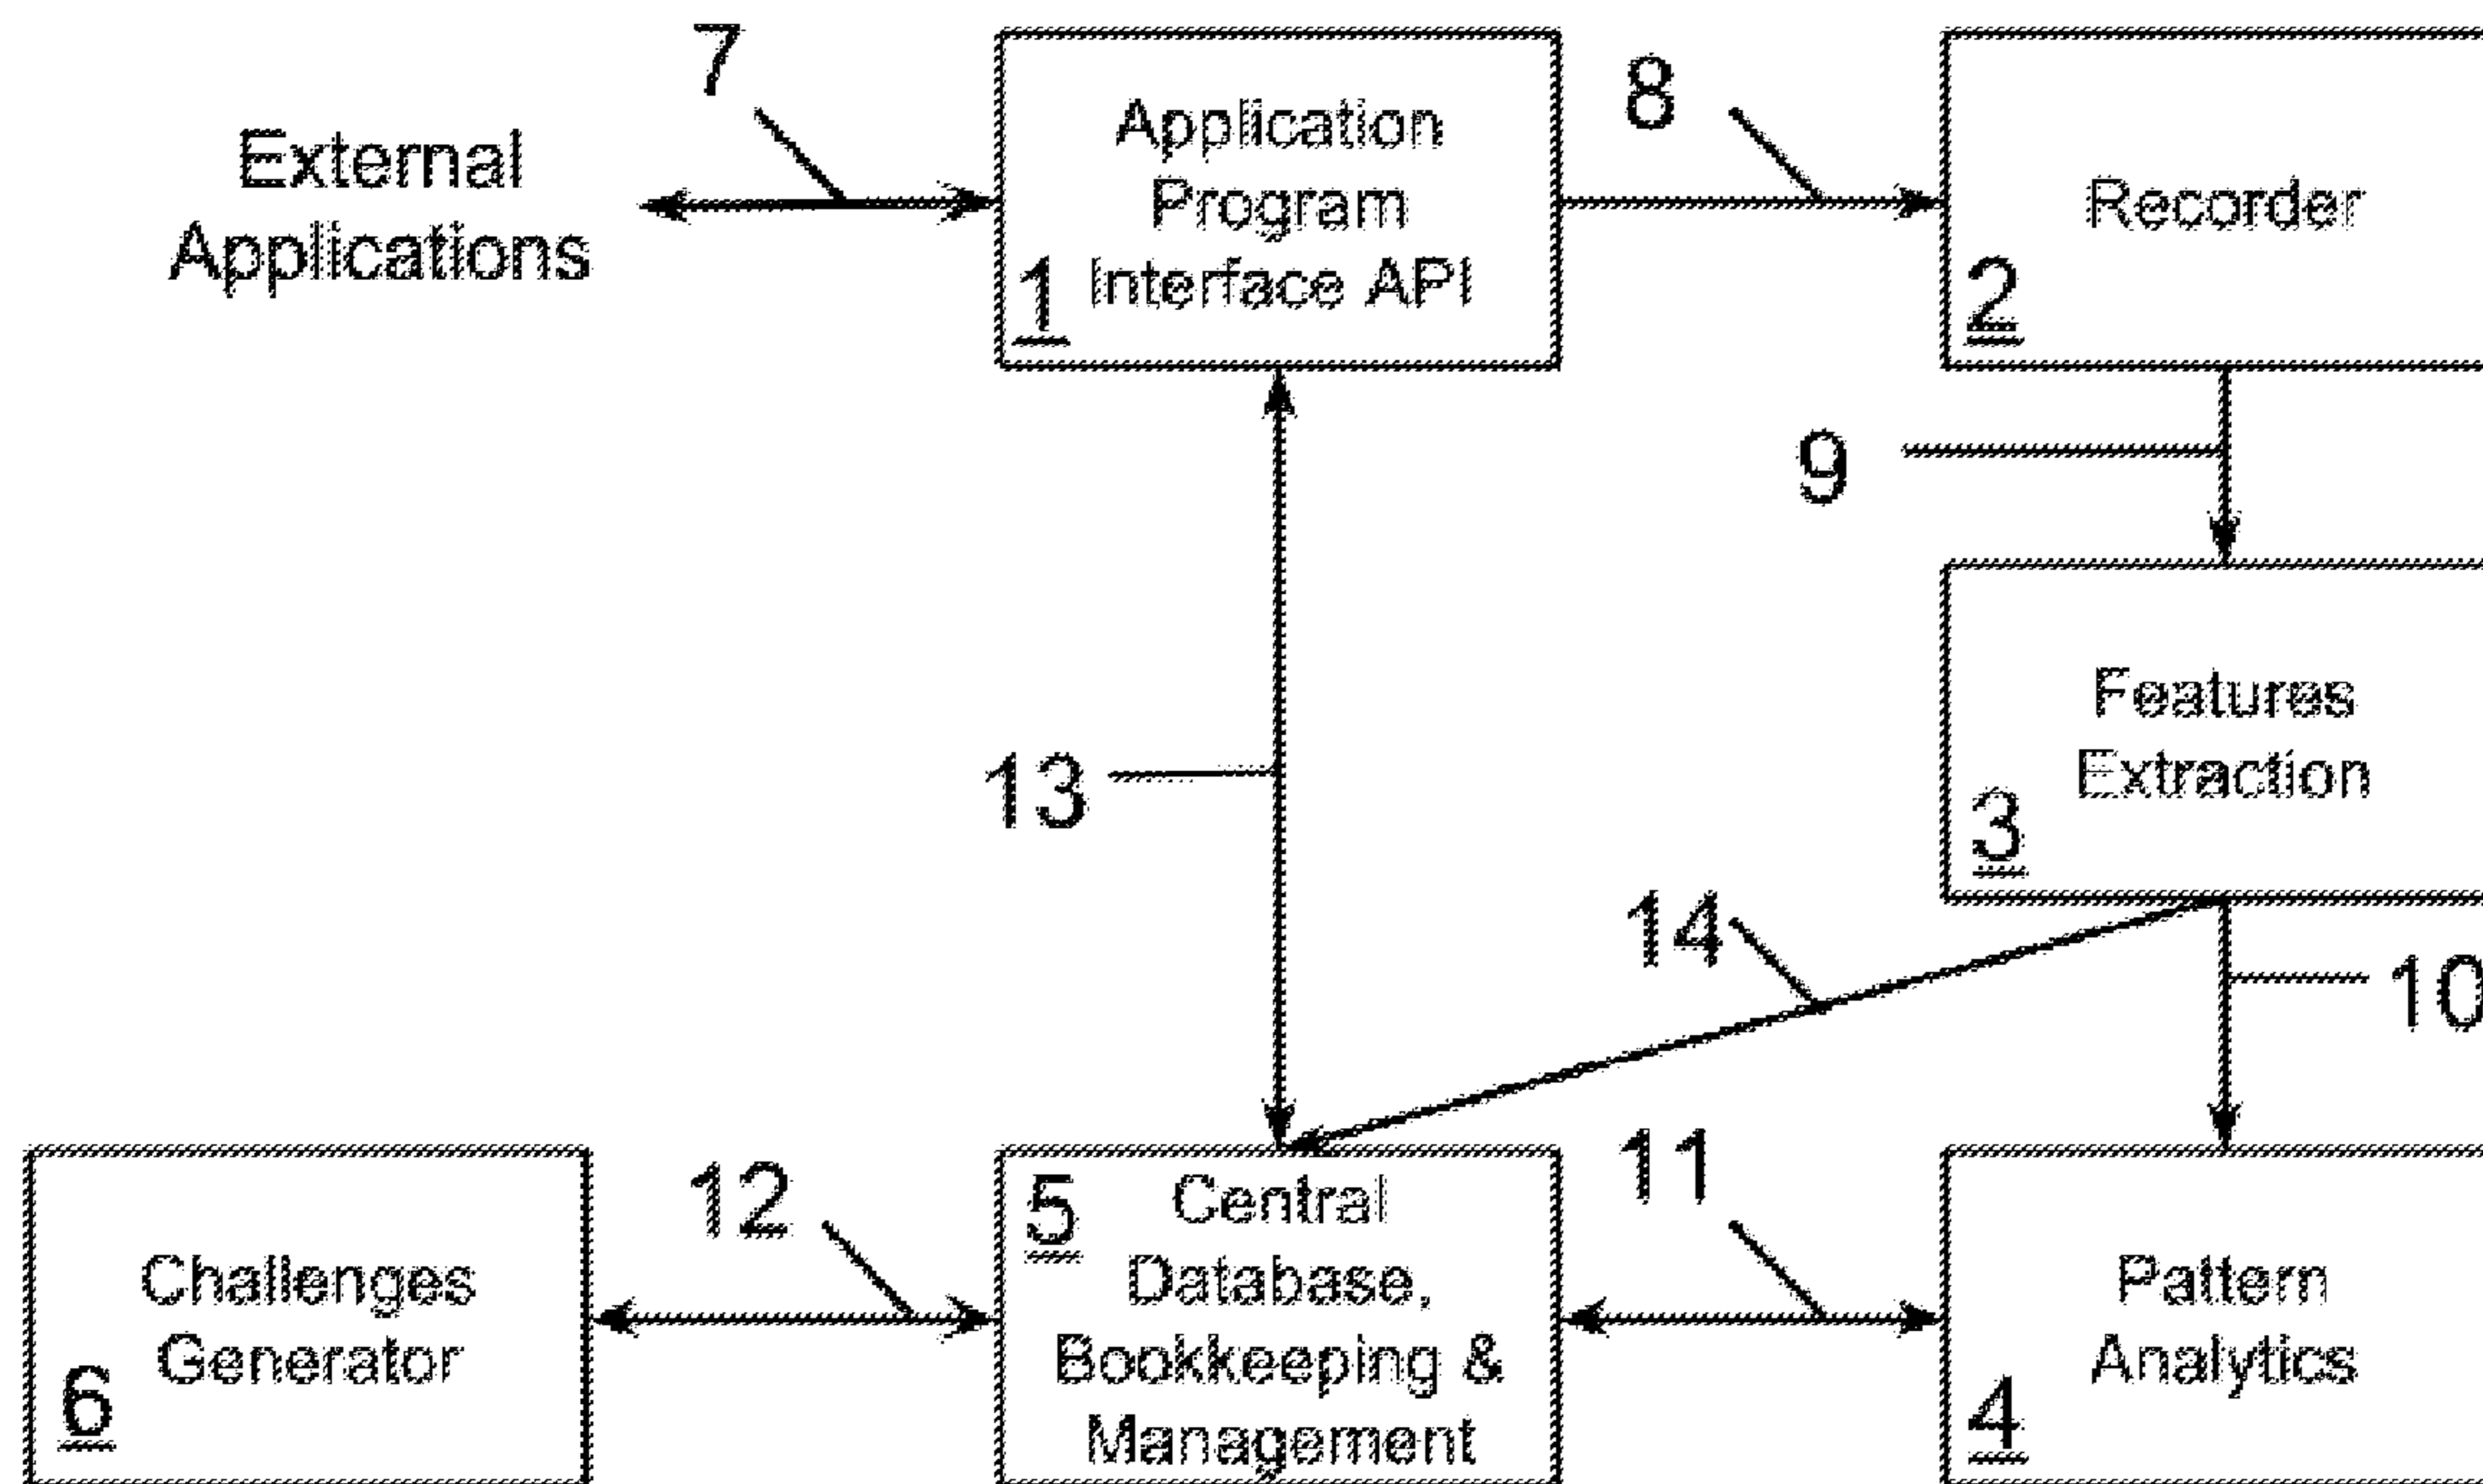 7
External
Applications
Application
Program
Interface API
1
8
Recorder
2
9
Features
Extraction
3
13
14
10
Challenges
Generator
6
12
5
Central
Database,
Bookkeeping &
Management
11
Pattern
Analytics
4